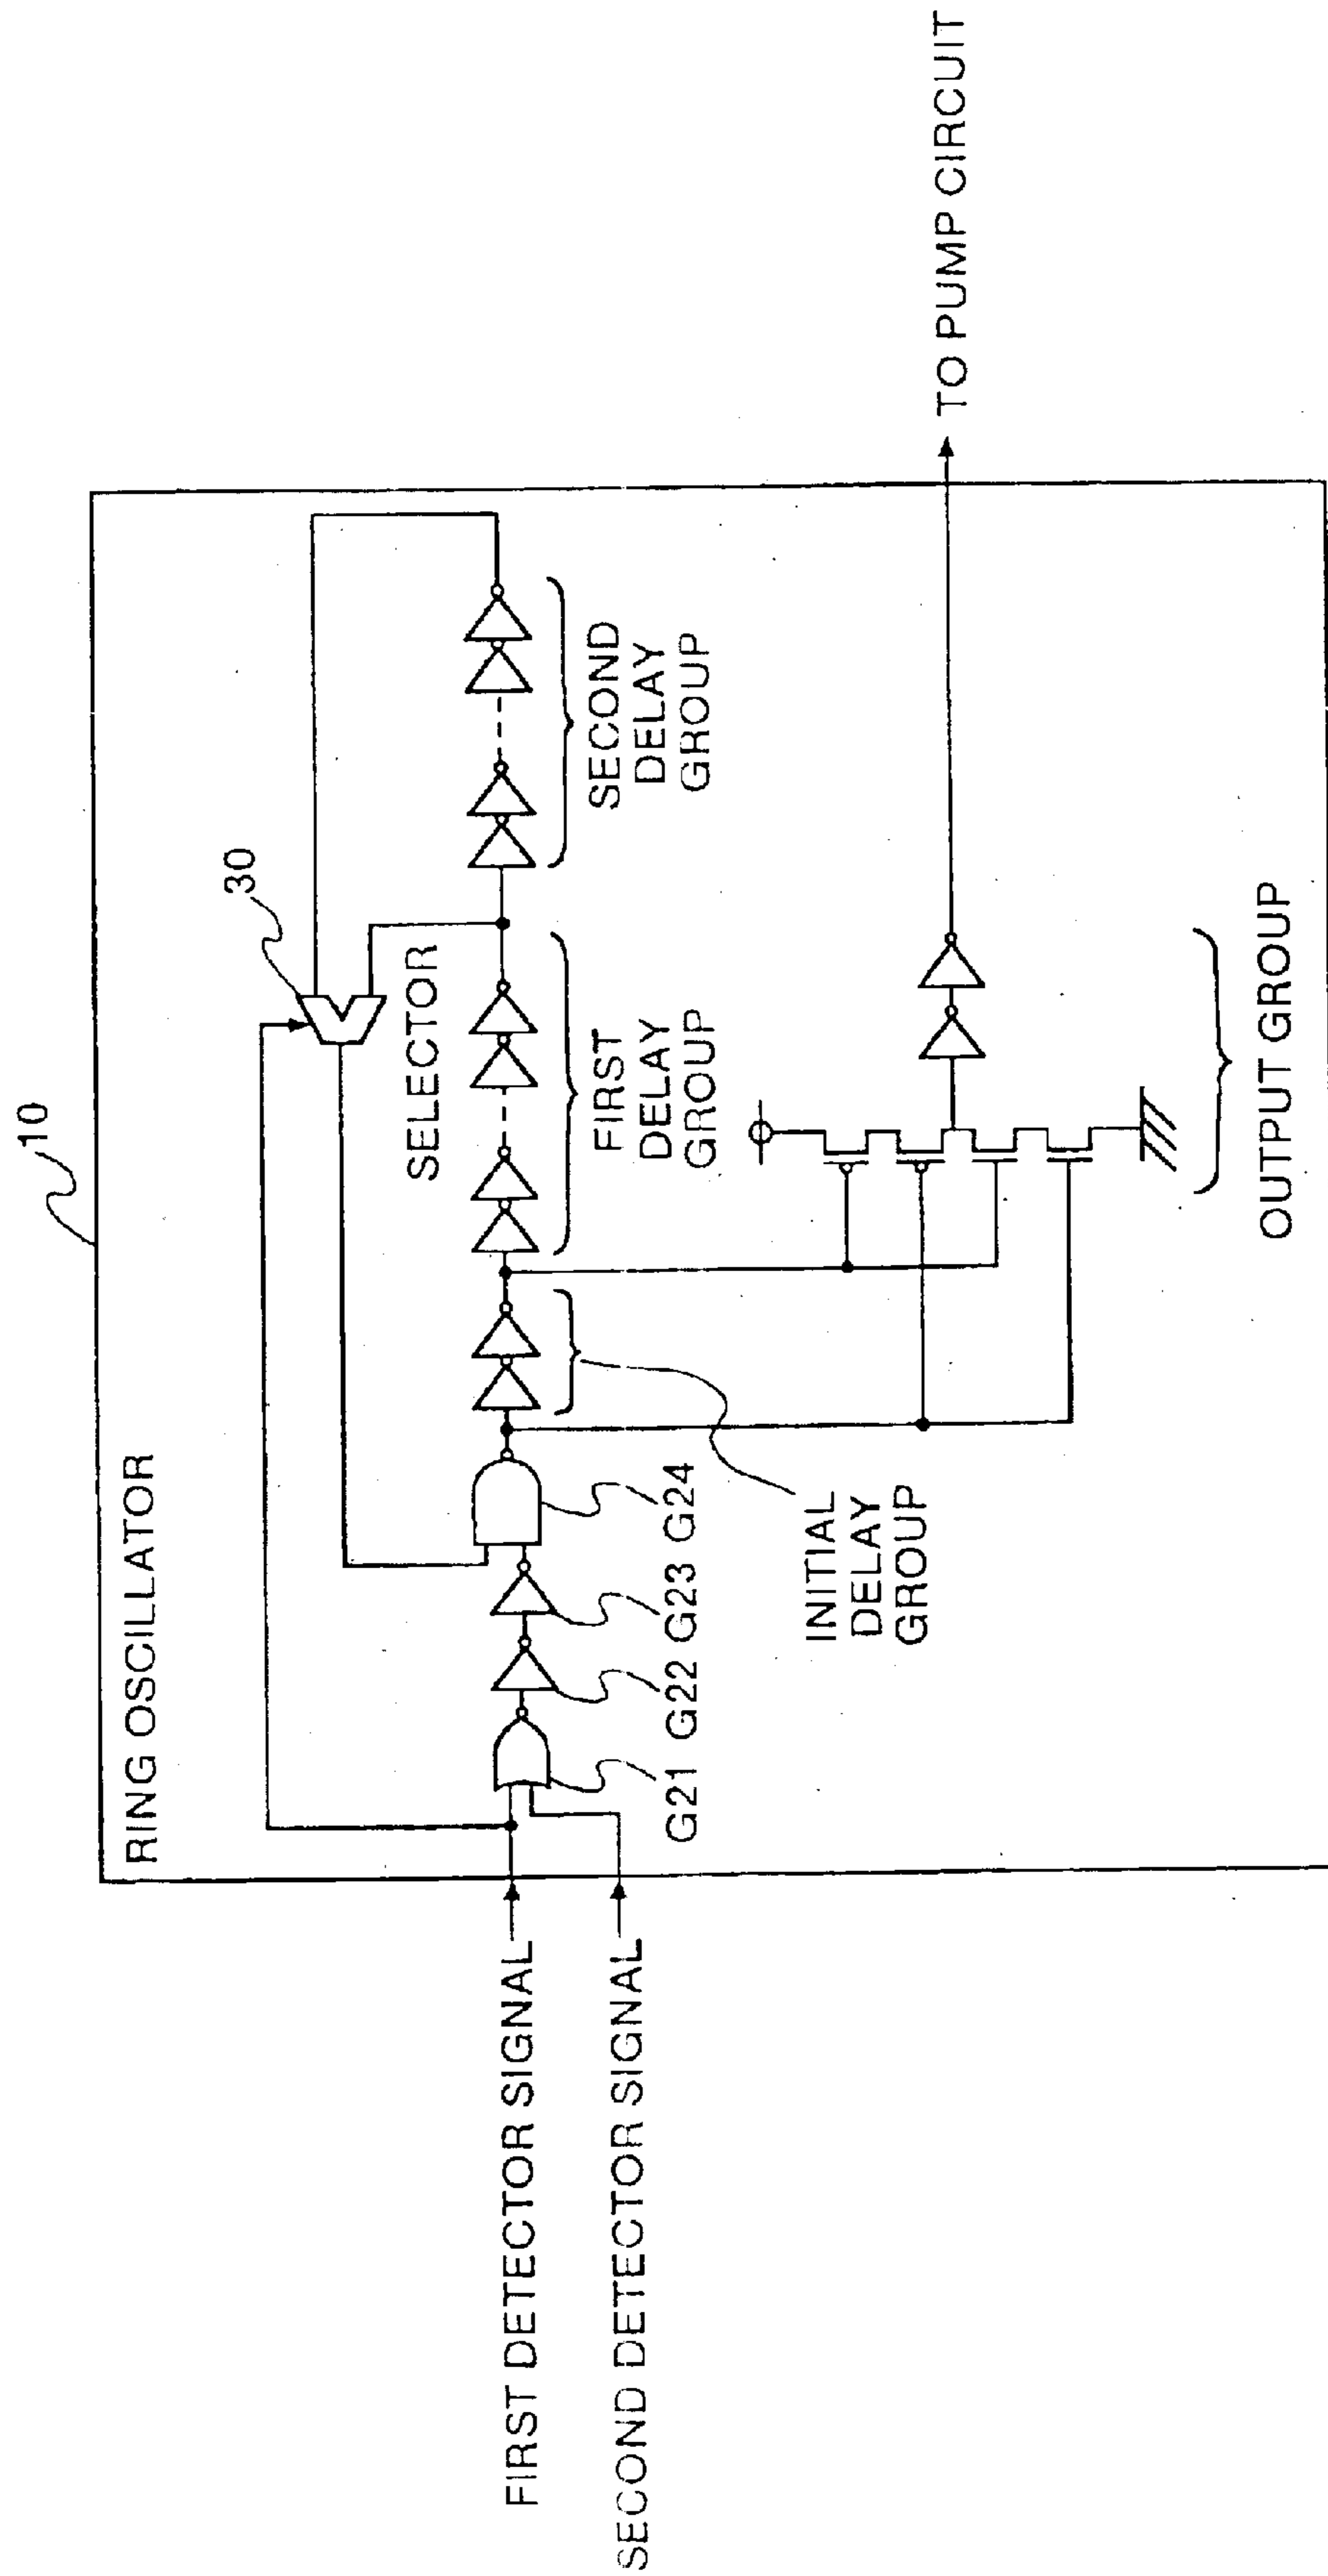 10
RING OSCILLATOR
30
SELECTOR
FIRST DETECTOR SIGNAL
SECOND DETECTOR SIGNAL
G21
G22
G23
G24
INITIAL
DELAY
GROUP
FIRST
DELAY
GROUP
SECOND
DELAY
GROUP
OUTPUT GROUP
TO PUMP CIRCUIT